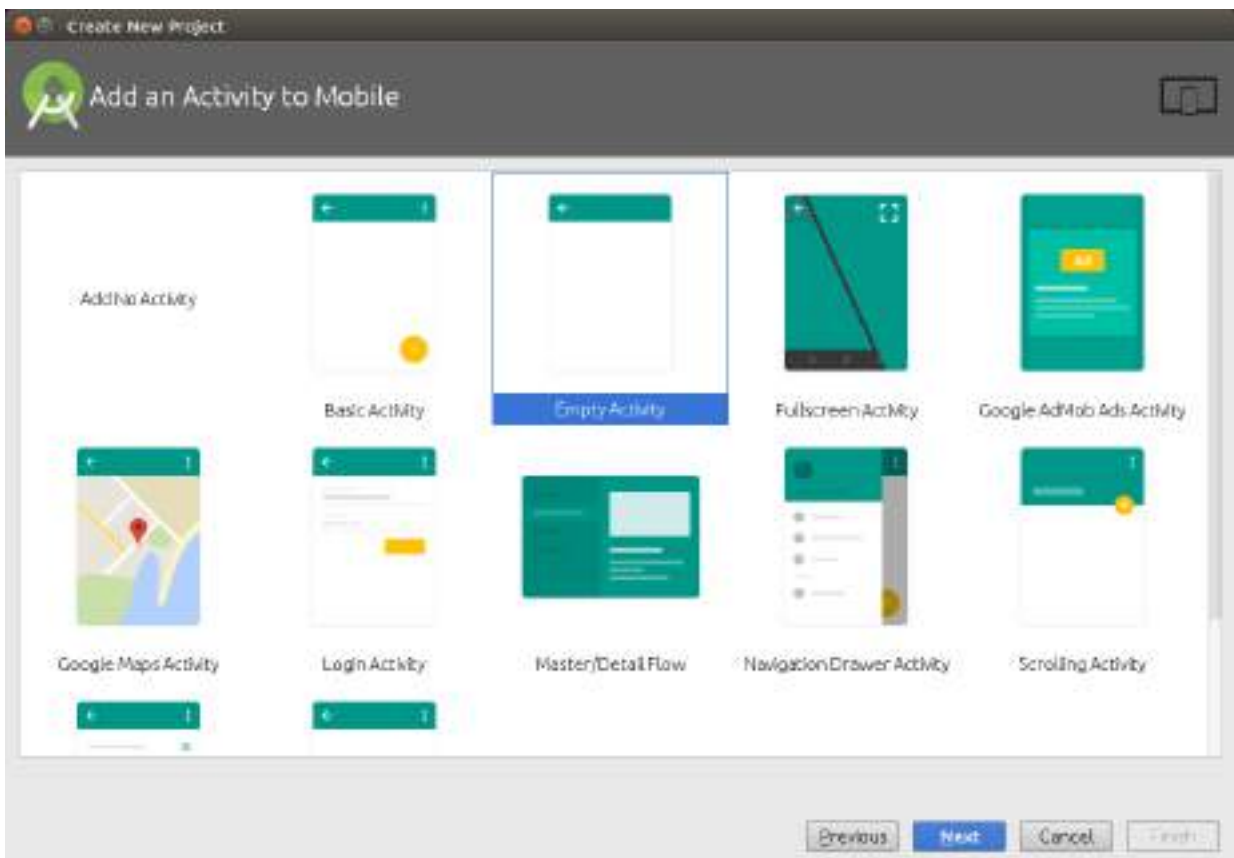 Create New Project
Add an Activity to Mobile
Add No Activity
Basic Activity
Empty Activity
Fullscreen Activity
Google AdMob Ads Activity
Ad
Google Maps Activity
Login Activity
Master/Detail Flow
Navigation Drawer Activity
Scrolling Activity
Previous
Next
Cancel
Finish